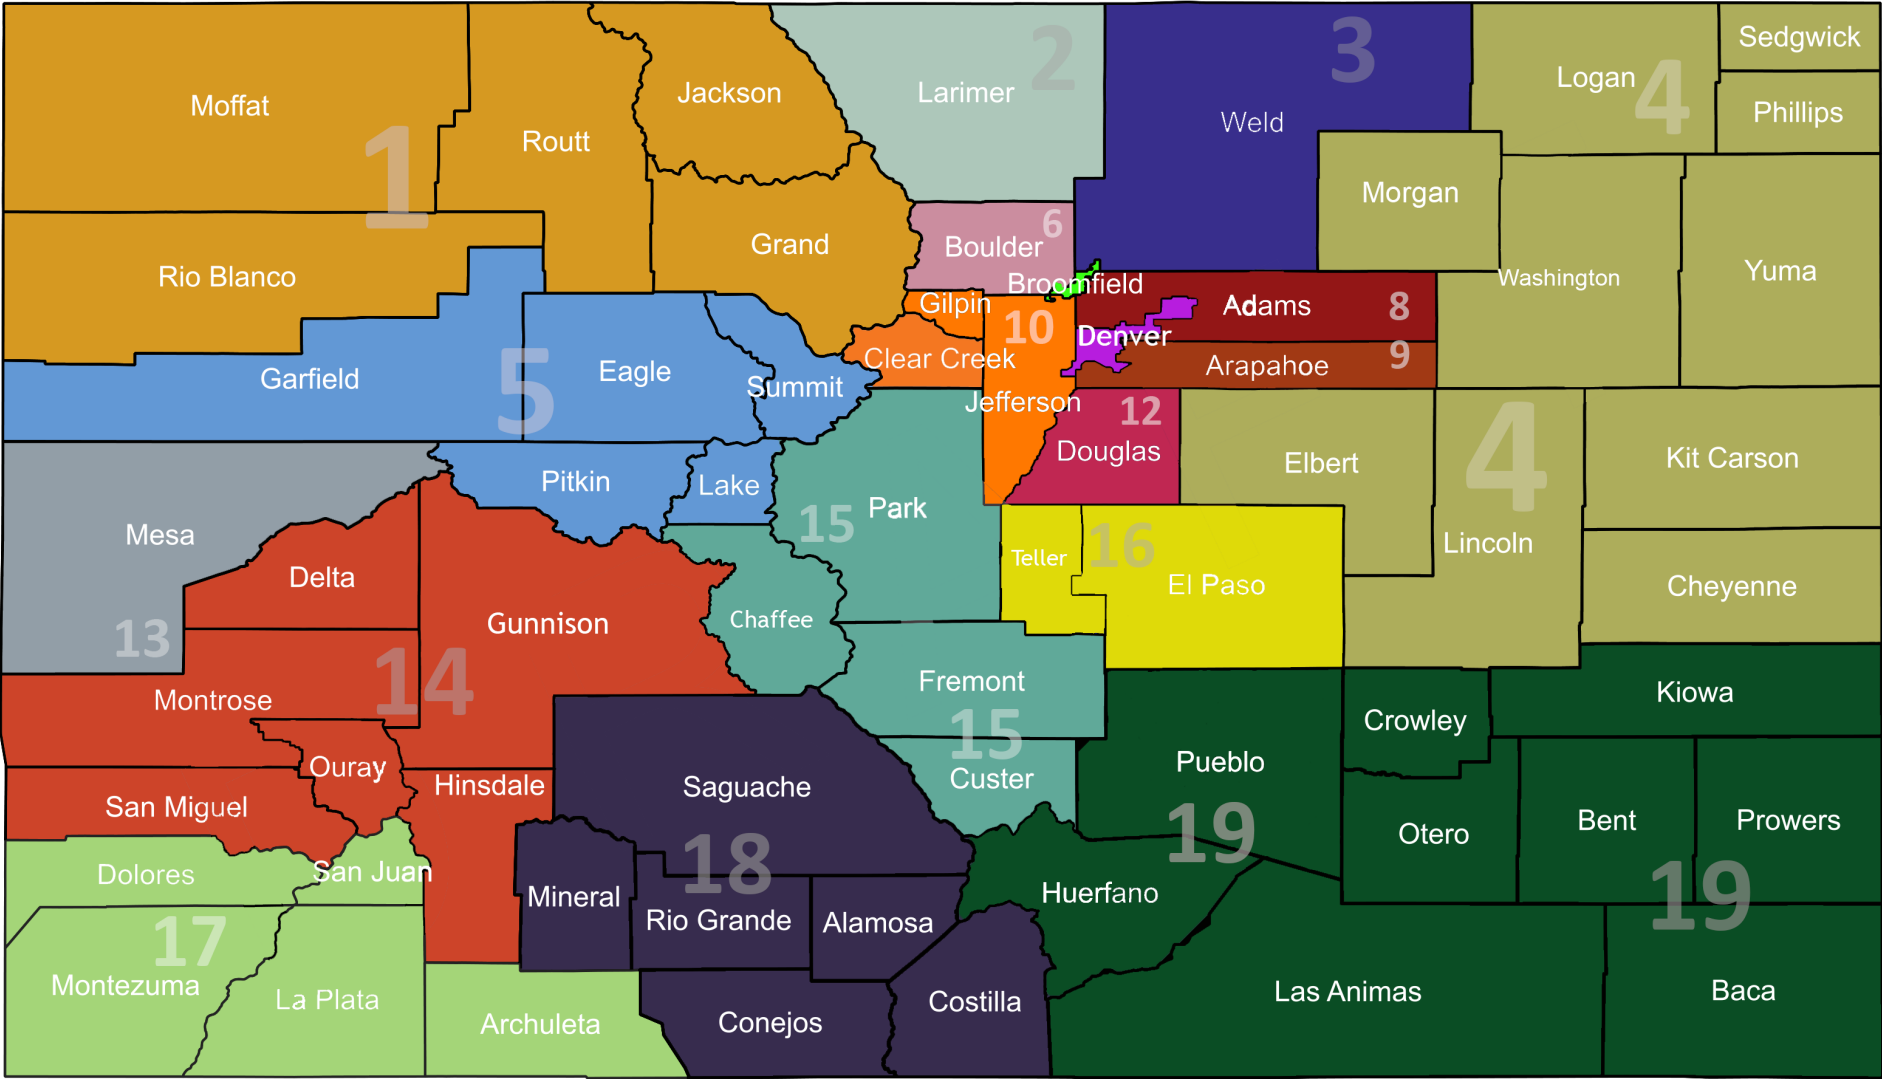 Sedgwick
2
3
Logan
4
Jackson
Larimer
Moffat
Phillips
Weld
Routt
1
Morgan
6
Grand
Boulder
Rio Blanco
Washington
Yuma
Broomfield
Gilpin
Adams
8
10
Denver
Clear Creek
Arapahoe
9
Garfield
5
Eagle
Summit
Jefferson
12
Douglas
Elbert
4
Kit Carson
Pitkin
Lake
Park
15
Mesa
Teller
16
Lincoln
Delta
El Paso
Cheyenne
Gunnison
Chaffee
13
14
Montrose
Fremont
Kiowa
Crowley
15
Ouray
Hinsdale
Saguache
Custer
Pueblo
San Miguel
19
Otero
Bent
Prowers
Dolores
San Juan
18
Mineral
Huerfano
19
Rio Grande
Alamosa
17
Montezuma
La Plata
Costilla
Las Animas
Baca
Archuleta
Conejos